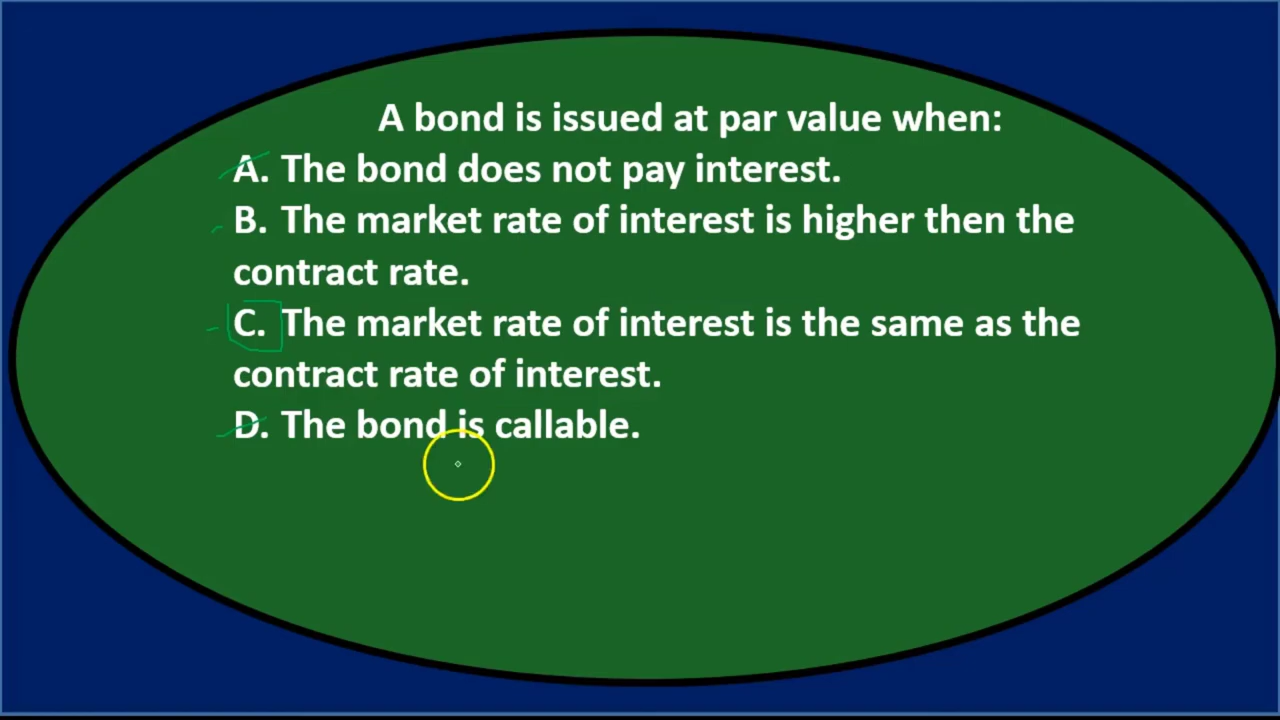 A bond is issued at par value when:
A. The bond does not pay interest.
B. The market rate of interest is higher then the
contract rate.
C. The market rate of interest is the same as the
contract rate of interest.
D. The bond is callable.